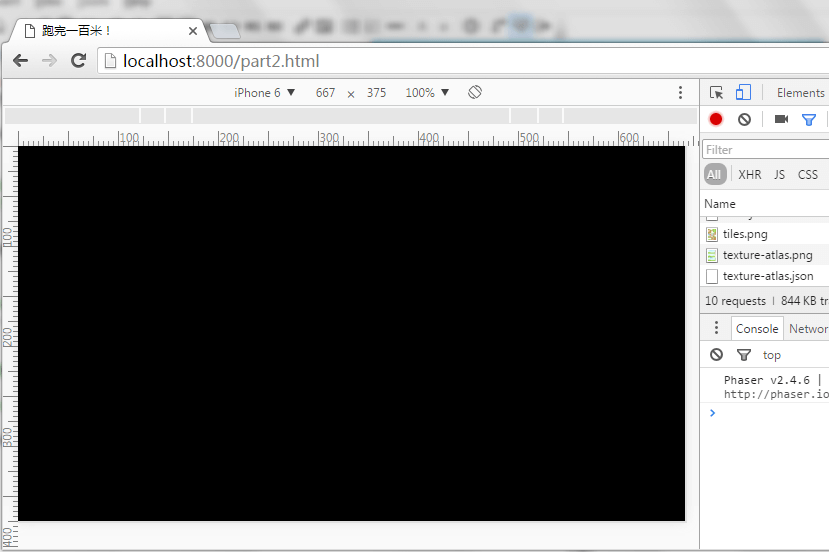 跑完一百米！
localhost:8000/part2.html
iPhone 6 ▼ 667 × 375 100% ▼
Elements
Filter
All XHR JS CSS
Name
tiles.png
texture-atlas.png
texture-atlas.json
10 requests | 844 KB tra
Console Networ
top
Phaser v2.4.6 |
http://phaser.io
>
100 200 300 400 500 600
100
200
300
400